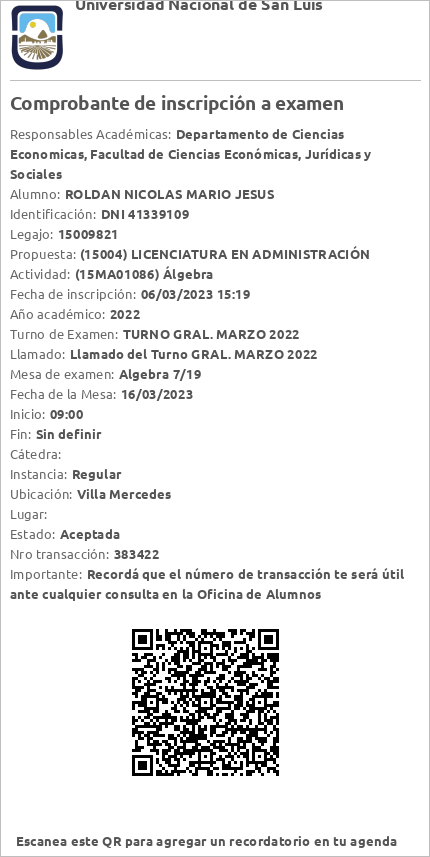 Universidad Nacional de San Luis
Comprobante de inscripción a examen
Responsables Académicas: Departamento de Ciencias
Economicas, Facultad de Ciencias Económicas, Jurídicas y
Sociales
Alumno: ROLDAN NICOLAS MARIO JESUS
Identificación: DNI 41339109
Legajo: 15009821
Propuesta: (15004) LICENCIATURA EN ADMINISTRACIÓN
Actividad: (15MA01086) Álgebra
Fecha de inscripción: 06/03/2023 15:19
Año académico: 2022
Turno de Examen: TURNO GRAL. MARZO 2022
Llamado: Llamado del Turno GRAL. MARZO 2022
Mesa de examen: Algebra 7/19
Fecha de la Mesa: 16/03/2023
Inicio: 09:00
Fin: Sin definir
Cátedra:
Instancia: Regular
Ubicación: Villa Mercedes
Lugar:
Estado: Aceptada
Nro transacción: 383422
Importante: Recordá que el número de transacción te será útil
ante cualquier consulta en la Oficina de Alumnos
Escanea este QR para agregar un recordatorio en tu agenda